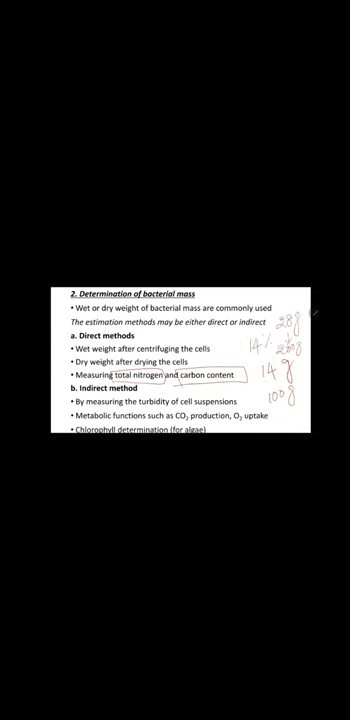 2. Determination of bacterial mass
• Wet or dry weight of bacterial mass are commonly used
The estimation methods may be either direct or indirect
28g
a. Direct methods
• Wet weight after centrifuging the cells
14%
200g
• Dry weight after drying the cells
14 g
• Measuring total nitrogen and carbon content
b. Indirect method
100g
• By measuring the turbidity of cell suspensions
• Metabolic functions such as CO₂ production, O₂ uptake
• Chlorophyll determination (for algae)